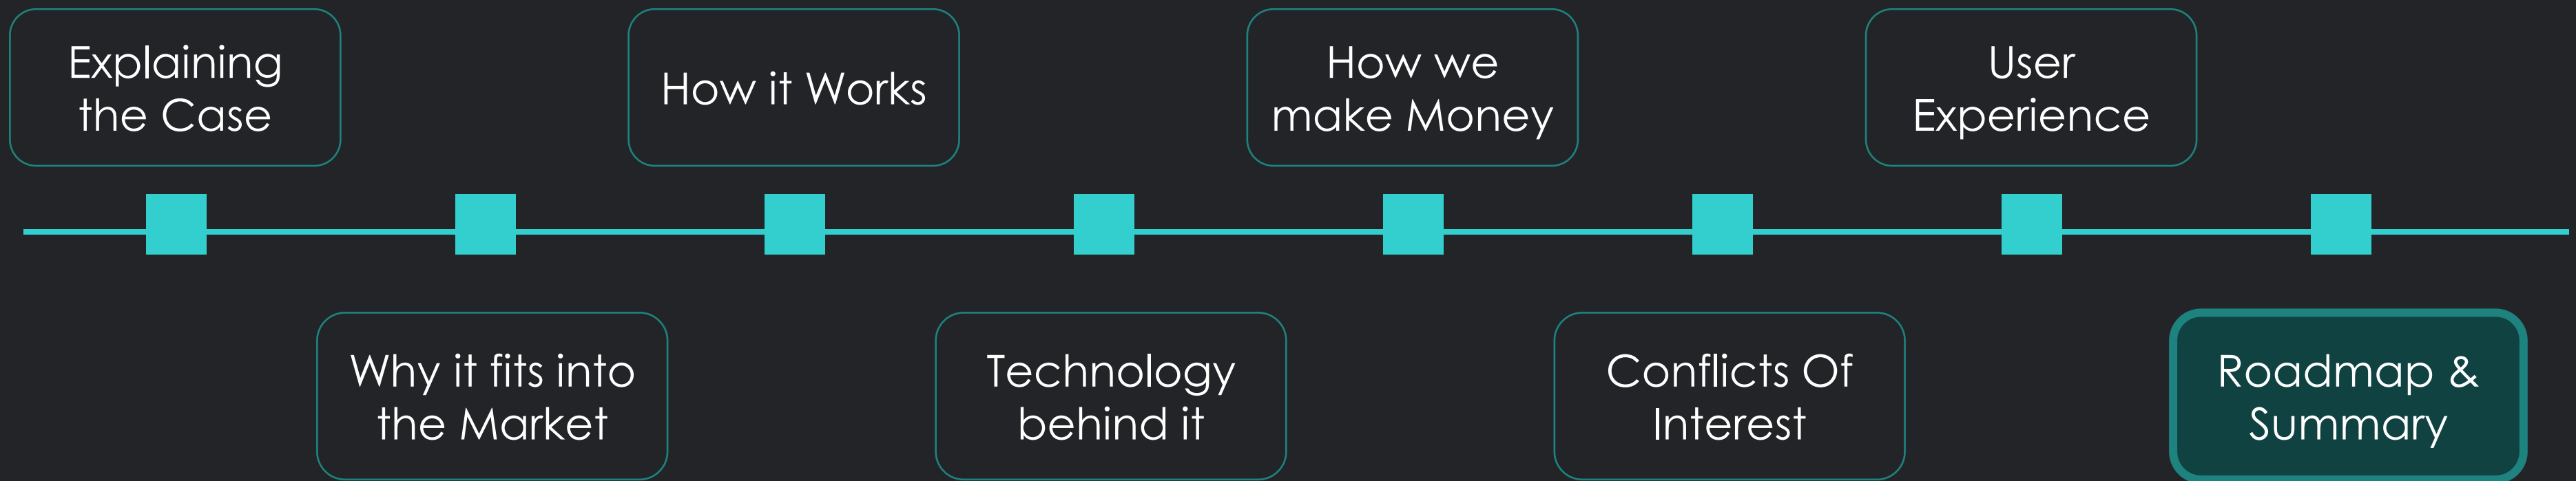 Explaining
the Case
Why it fits into
the Market
How it Works
Technology
behind it
How we
make Money
Conflicts Of
Interest
User
Experience
Roadmap &
Summary